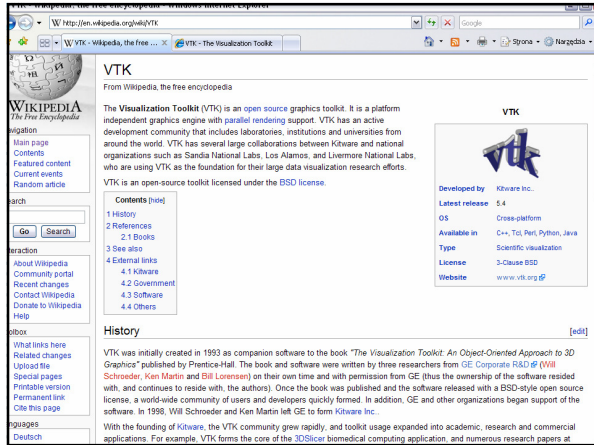 VTK - Wikipedia, the free encyclopedia - Windows Internet Explorer
http://en.wikipedia.org/wiki/VTK
Google
VTK - Wikipedia, the free ...
VTK - The Visualization Toolkit
Strona
Narzędzia
WIKIPEDIA
The Free Encyclopedia
navigation
Main page
Contents
Featured content
Current events
Random article
search
Go
Search
interaction
About Wikipedia
Community portal
Recent changes
Contact Wikipedia
Donate to Wikipedia
Help
toolbox
What links here
Related changes
Upload file
Special pages
Printable version
Permanent link
Cite this page
languages
Deutsch
VTK
From Wikipedia, the free encyclopedia
The Visualization Toolkit (VTK) is an open source graphics toolkit. It is a platform
independent graphics engine with parallel rendering support. VTK has an active
development community that includes laboratories, institutions and universities from
around the world. VTK has several large collaborations between Kitware and national
organizations such as Sandia National Labs, Los Alamos, and Livermore National Labs,
who are using VTK as the foundation for their large data visualization research efforts.
VTK is an open-source toolkit licensed under the BSD license.
Contents [hide]
1 History
2 References
2.1 Books
3 See also
4 External links
4.1 Kitware
4.2 Government
4.3 Software
4.4 Others
VTK
vtk
Developed by Kitware Inc..
Latest release 5.4
OS Cross-platform
Available in C++, Tcl, Perl, Python, Java
Type Scientific visualization
License 3-Clause BSD
Website www.vtk.org
History
[edit]
VTK was initially created in 1993 as companion software to the book "The Visualization Toolkit: An Object-Oriented Approach to 3D
Graphics" published by Prentice-Hall. The book and software were written by three researchers from GE Corporate R&D (Will
Schroeder, Ken Martin and Bill Lorensen) on their own time and with permission from GE (thus the ownership of the software resided
with, and continues to reside with, the authors). Once the book was published and the software released with a BSD-style open source
license, a world-wide community of users and developers quickly formed. In addition, GE and other organizations began support of the
software. In 1998, Will Schroeder and Ken Martin left GE to form Kitware Inc..
With the founding of Kitware, the VTK community grew rapidly, and toolkit usage expanded into academic, research and commercial
applications. For example, VTK forms the core of the 3DSlicer biomedical computing application, and numerous research papers at